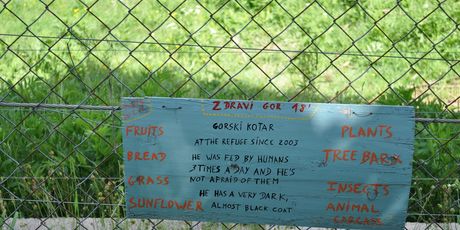 ZDRAVI GOR 18'
FRUITS
BREAD
GRASS
SUNFLOWER
GORSKI KOTAR
AT THE REFUGE SINCE 2003
HE WAS FED BY HUMANS
3 TIMES A DAY AND HE'S
NOT AFRAID OF THEM
HE HAS A VERY DARK,
ALMOST BLACK COAT
PLANTS
TREE BARK
INSECTS
ANIMAL
CARCASS